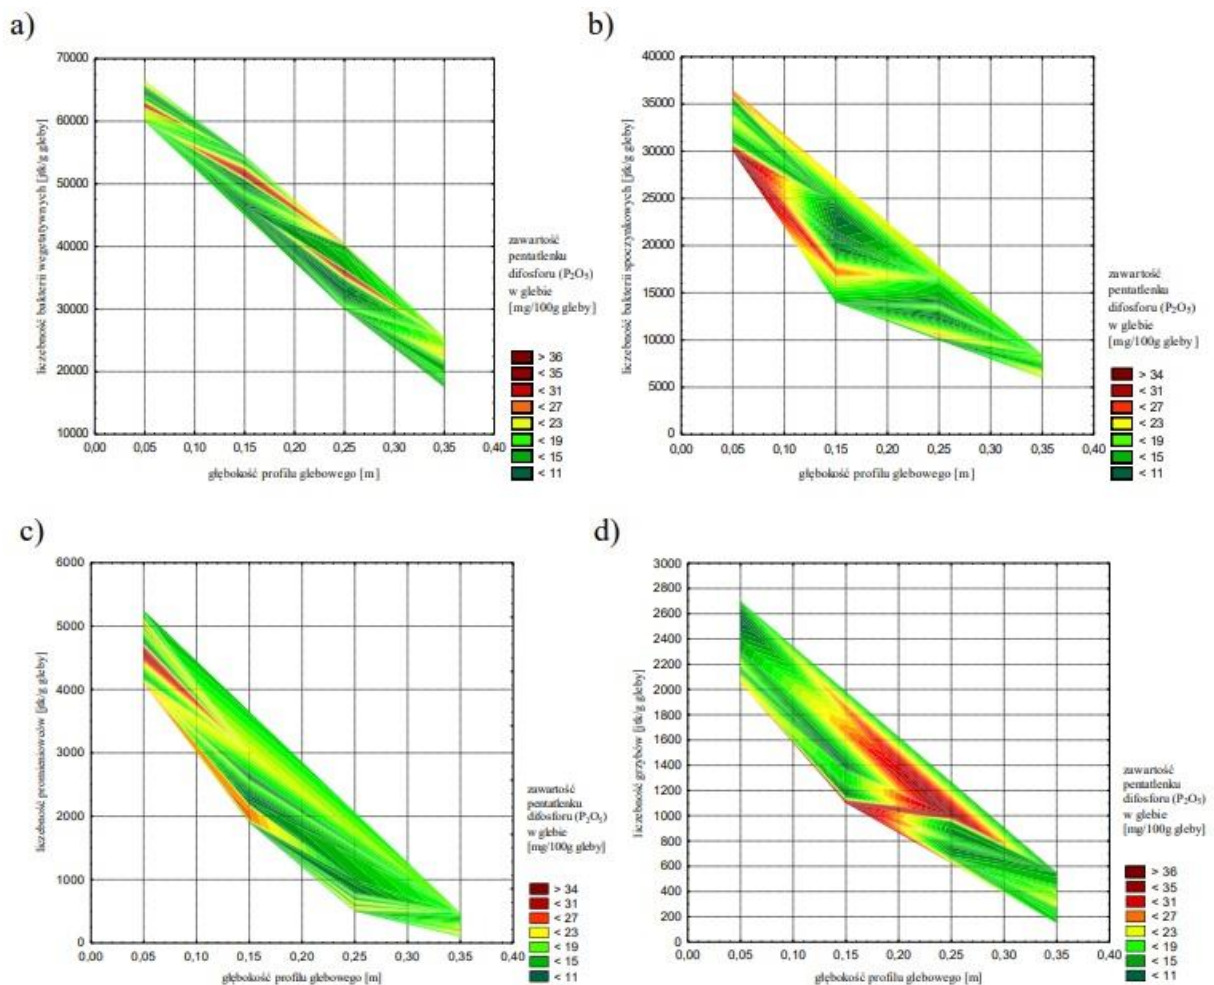 a)
70000
60000
50000
40000
30000
20000
10000
0,00 0,05 0,10 0,15 0,20 0,25 0,30 0,35 0,40
liczebność bakterii wegetatywnych [jtk/g gleby]
głębokość profilu glebowego [m]
zawartość
pentatlenku
difosforu (P₂O₅)
w glebie
[mg/100g gleby]
> 36
< 35
< 31
< 27
< 23
< 19
< 15
< 11
b)
40000
35000
30000
25000
20000
15000
10000
5000
0
0,00 0,05 0,10 0,15 0,20 0,25 0,30 0,35 0,40
liczebność bakterii spoczynkowych [jtk/g gleby]
głębokość profilu glebowego [m]
zawartość
pentatlenku
difosforu (P₂O₅)
w glebie
[mg/100g gleby ]
> 34
< 31
< 27
< 23
< 19
< 15
< 11
c)
6000
5000
4000
3000
2000
1000
0
0,00 0,05 0,10 0,15 0,20 0,25 0,30 0,35 0,40
liczebność promieniowców [jtk/g gleby]
głębokość profilu glebowego [m]
zawartość
pentatlenku
difosforu (P₂O₅)
w glebie
[mg/100g gleby]
> 34
< 31
< 27
< 23
< 19
< 15
< 11
d)
3000
2800
2600
2400
2200
2000
1800
1600
1400
1200
1000
800
600
400
200
0
0,00 0,05 0,10 0,15 0,20 0,25 0,30 0,35 0,40
liczebność grzybów [jtk/g gleby]
głębokość profilu glebowego [m]
zawartość
pentatlenku
difosforu (P₂O₅)
w glebie
[mg/100g gleby]
> 36
< 35
< 31
< 27
< 23
< 19
< 15
< 11